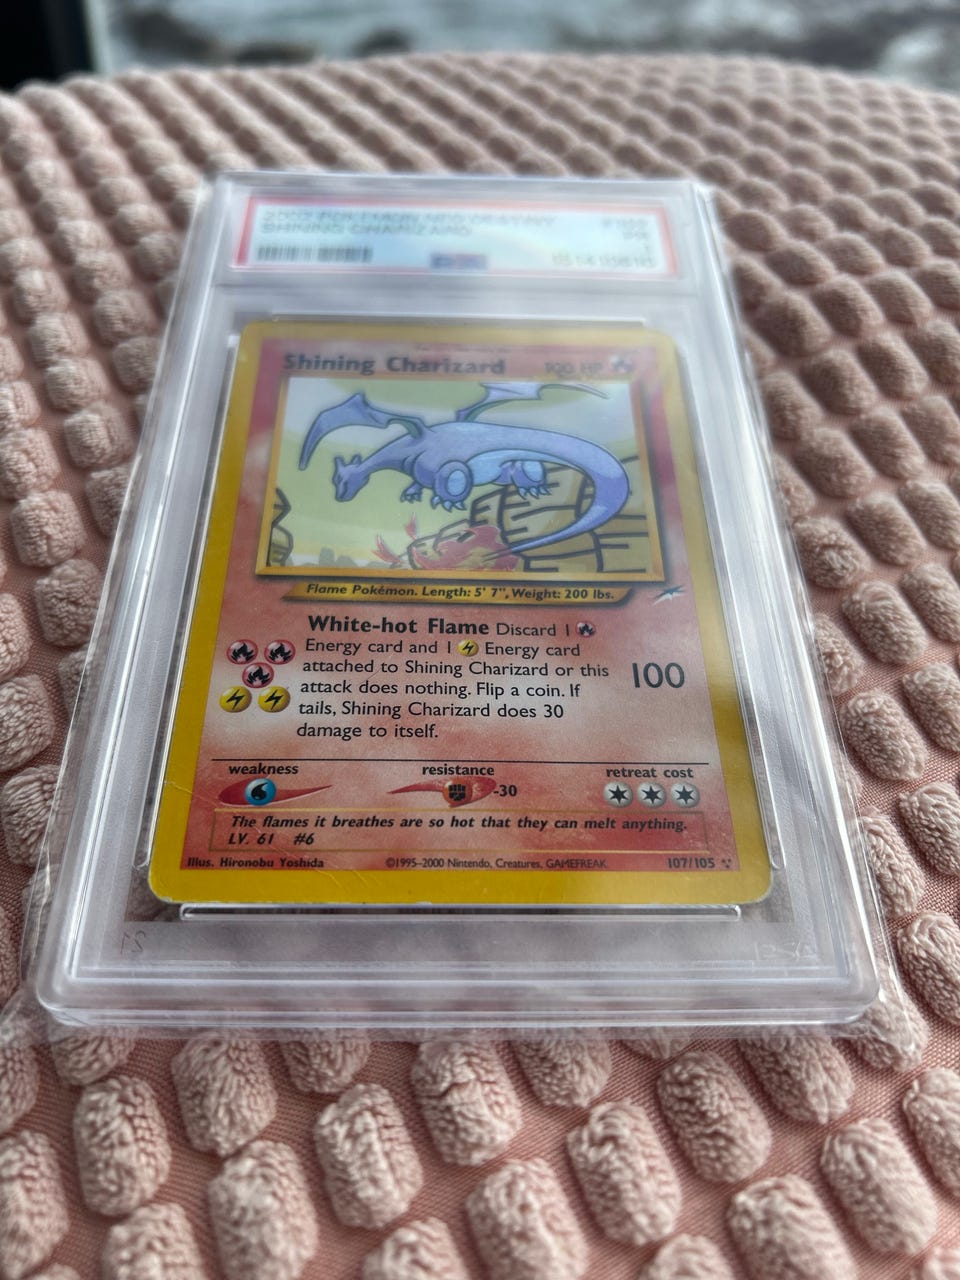 SHINING CHARIZARD
Shining Charizard 100 HP
Flame Pokémon. Length: 5' 7", Weight: 200 lbs.
White-hot Flame Discard 1
Energy card and 1 Energy card
attached to Shining Charizard or this
attack does nothing. Flip a coin. If
tails, Shining Charizard does 30
damage to itself.
100
weakness
resistance
-30
retreat cost
The flames it breathes are so hot that they can melt anything.
LV. 61 #6
Illus. Hironobu Yoshida
©1995-2000 Nintendo, Creatures, GAMEFREAK
107/105